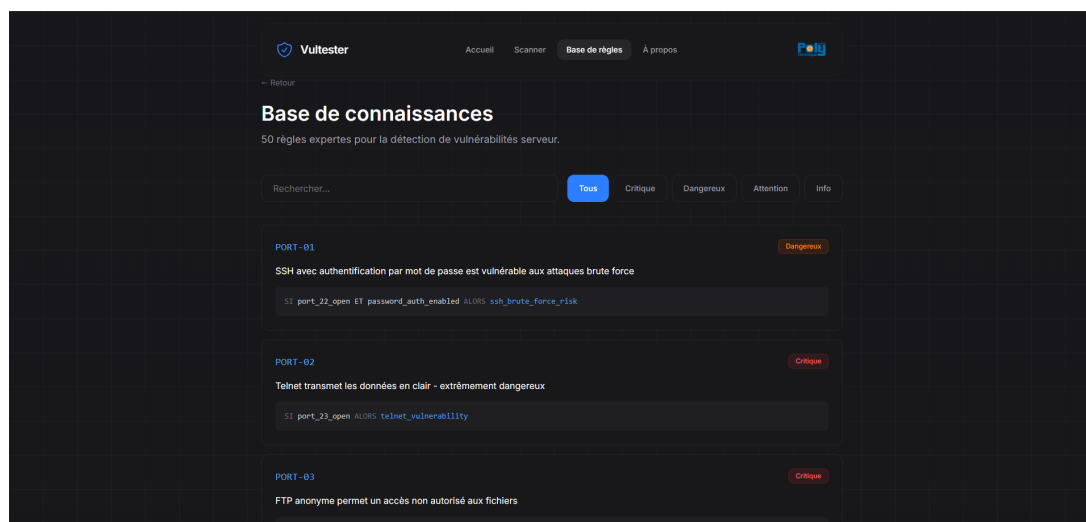 Vultester
Accueil Scanner Base de règles À propos
Poly
← Retour
Base de connaissances
50 règles expertes pour la détection de vulnérabilités serveur.
Rechercher...
Tous Critique Dangereux Attention Info
PORT-01 Dangereux
SSH avec authentification par mot de passe est vulnérable aux attaques brute force
SI port_22_open ET password_auth_enabled ALORS ssh_brute_force_risk
PORT-02 Critique
Telnet transmet les données en clair - extrêmement dangereux
SI port_23_open ALORS telnet_vulnerability
PORT-03 Critique
FTP anonyme permet un accès non autorisé aux fichiers